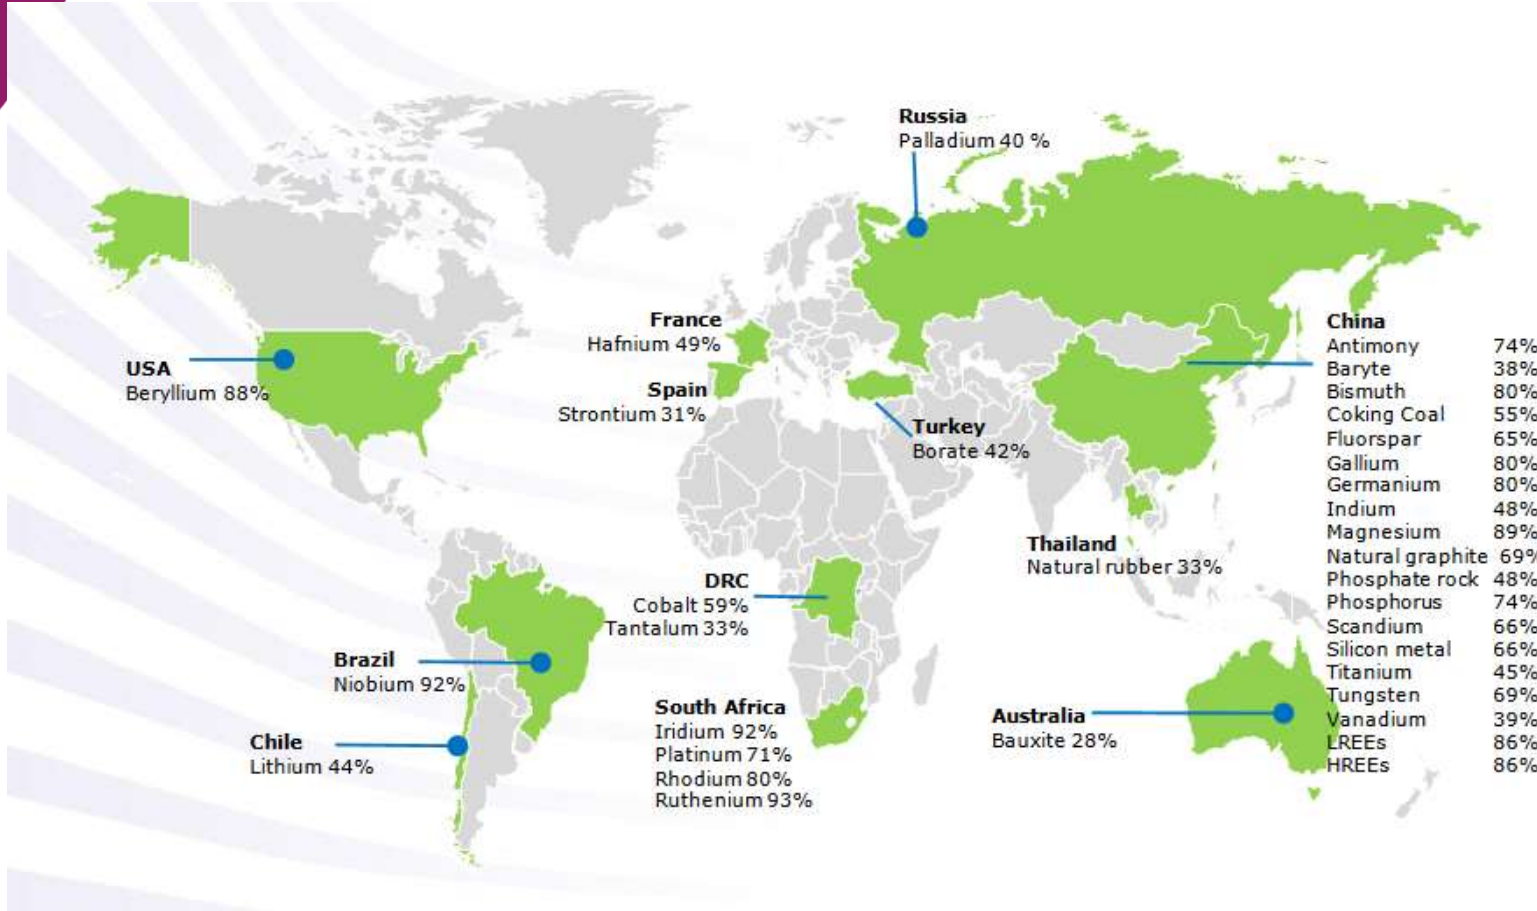 Russia
Palladium 40 %
France
Hafnium 49%
Spain
Strontium 31%
USA
Beryllium 88%
Turkey
Borate 42%
China
Antimony 74%
Baryte 38%
Bismuth 80%
Coking Coal 55%
Fluorspar 65%
Gallium 80%
Germanium 80%
Indium 48%
Magnesium 89%
Natural graphite 69%
Phosphate rock 48%
Phosphorus 74%
Scandium 66%
Silicon metal 66%
Titanium 45%
Tungsten 69%
Vanadium 39%
LREEs 86%
HREEs 86%
Thailand
Natural rubber 33%
DRC
Cobalt 59%
Tantalum 33%
Brazil
Niobium 92%
South Africa
Iridium 92%
Platinum 71%
Rhodium 80%
Ruthenium 93%
Australia
Bauxite 28%
Chile
Lithium 44%